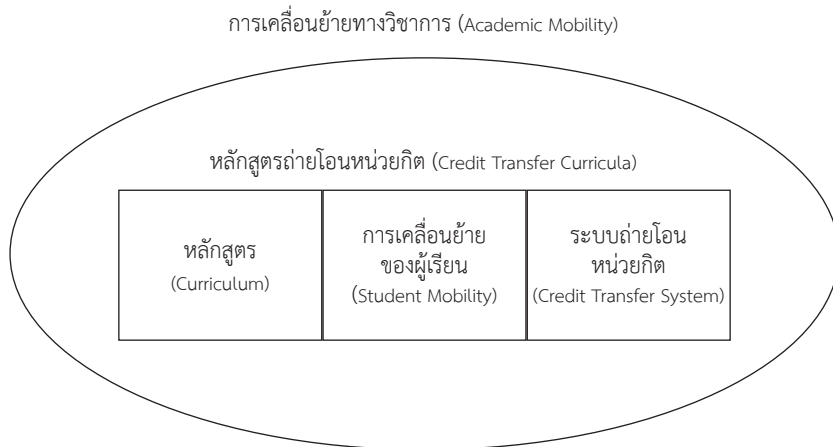 การเคลื่อนย้ายทางวิชาการ (Academic Mobility)
หลักสูตรถ่ายโอนหน่วยกิต (Credit Transfer Curricula)
หลักสูตร
(Curriculum)
การเคลื่อนย้าย
ของผู้เรียน
(Student Mobility)
ระบบถ่ายโอน
หน่วยกิต
(Credit Transfer System)